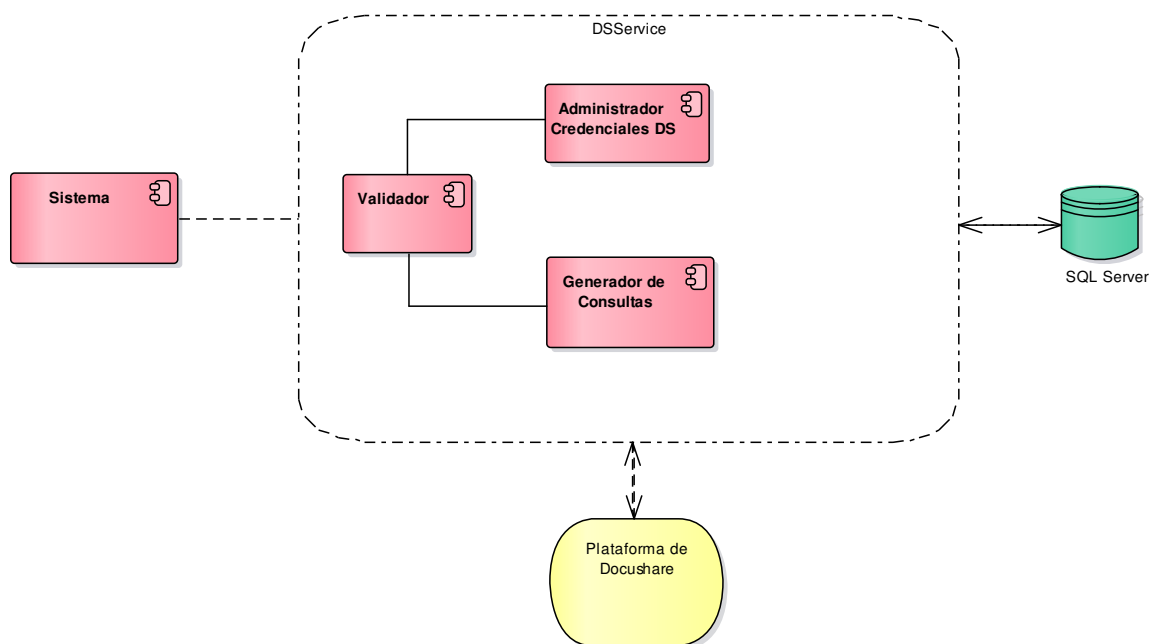 DSService
Administrador
Credenciales DS
Sistema
Validador
Generador de
Consultas
SQL Server
Plataforma de
Docushare